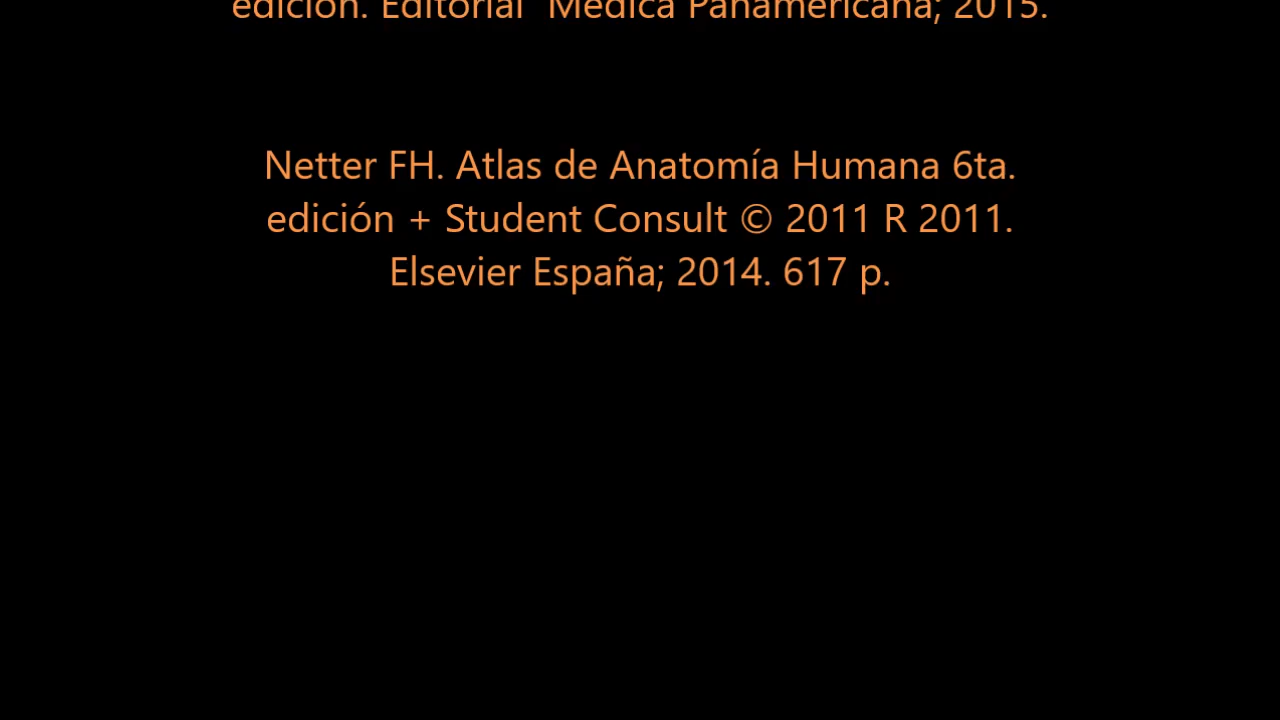 edición. Editorial Médica Panamericana; 2015.
Netter FH. Atlas de Anatomía Humana 6ta.
edición + Student Consult © 2011 R 2011.
Elsevier España; 2014. 617 p.